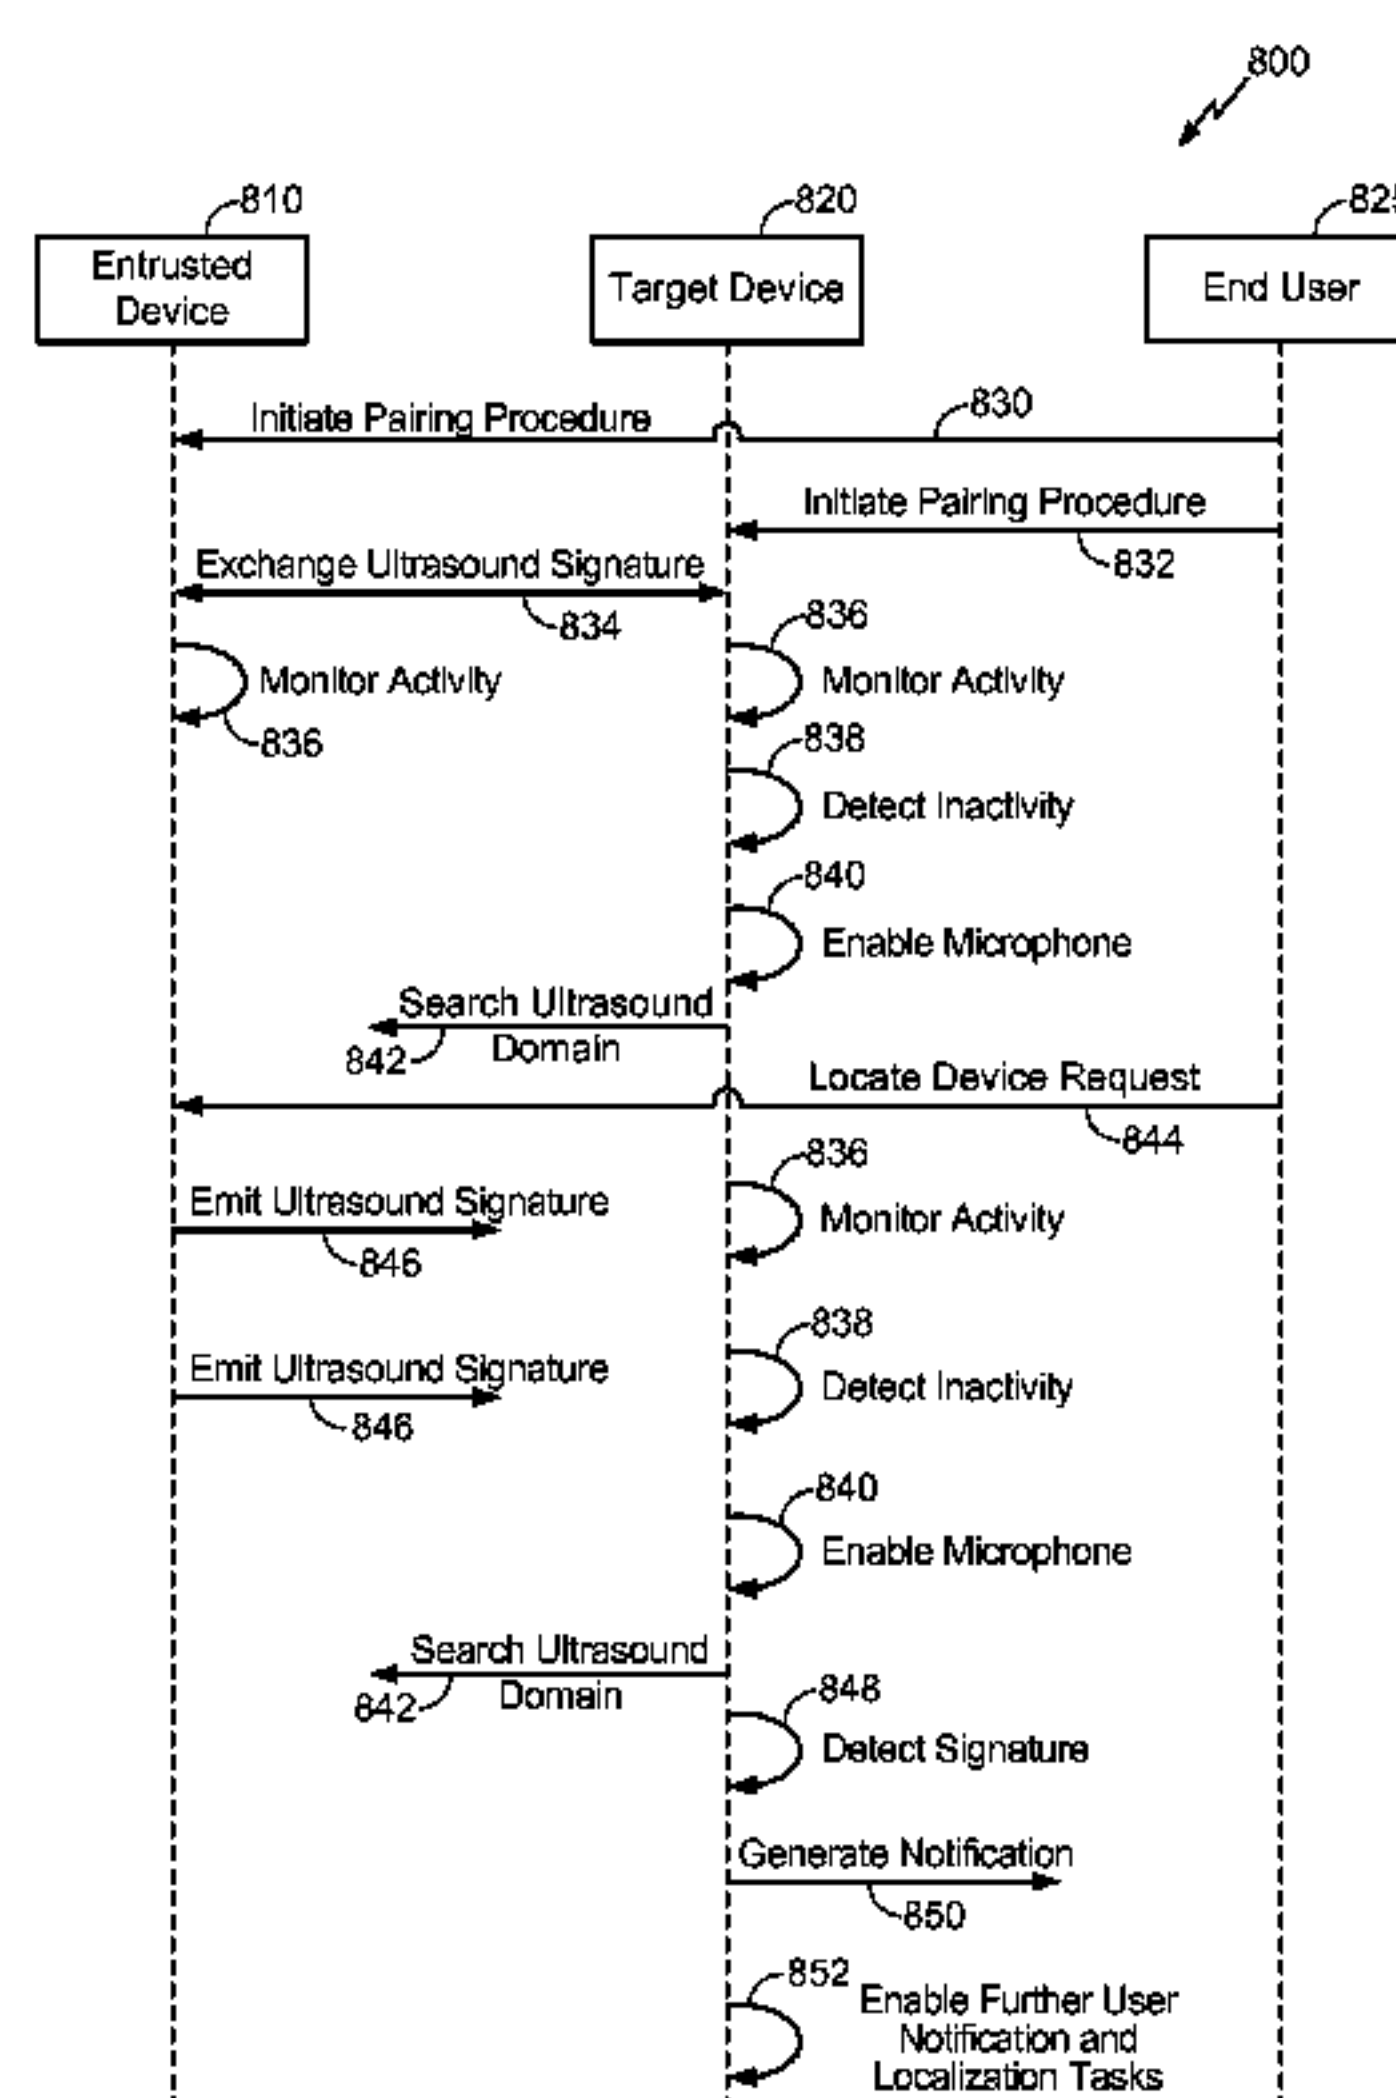 800
810
820
825
Entrusted
Device
Target Device
End User
Initiate Pairing Procedure
830
Initiate Pairing Procedure
832
Exchange Ultrasound Signature
834
836
Monitor Activity
836
Monitor Activity
838
Detect Inactivity
840
Enable Microphone
Search Ultrasound
Domain
842
Locate Device Request
844
836
Monitor Activity
Emit Ultrasound Signature
846
838
Detect Inactivity
Emit Ultrasound Signature
846
840
Enable Microphone
Search Ultrasound
Domain
842
848
Detect Signature
Generate Notification
850
852
Enable Further User
Notification and
Localization Tasks